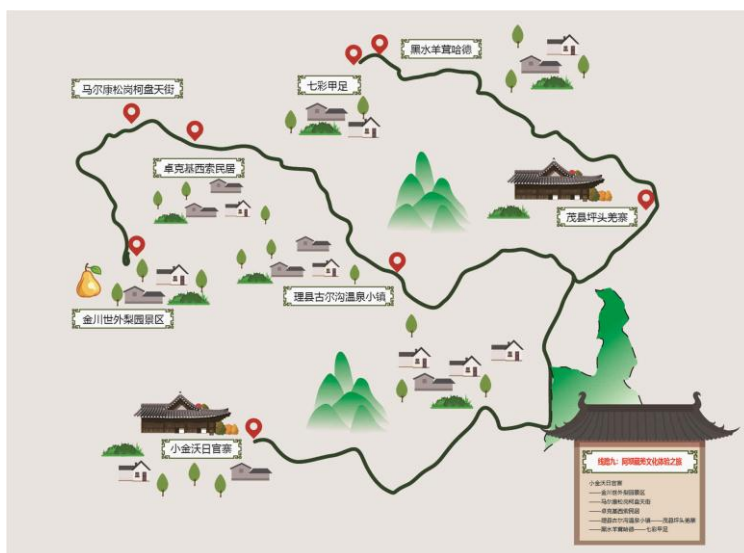 黑水羊茸哈德
七彩甲足
马尔康松岗柯盘天街
卓克基西索民居
茂县坪头羌寨
理县古尔沟温泉小镇
金川世外梨园景区
小金沃日官寨
线路九：阿坝藏羌文化体验之旅
小金沃日官寨
——金川世外梨园景区
——马尔康松岗柯盘天街
——卓克基西索民居
——理县古尔沟温泉小镇——茂县坪头羌寨
——黑水羊茸哈德——七彩甲足